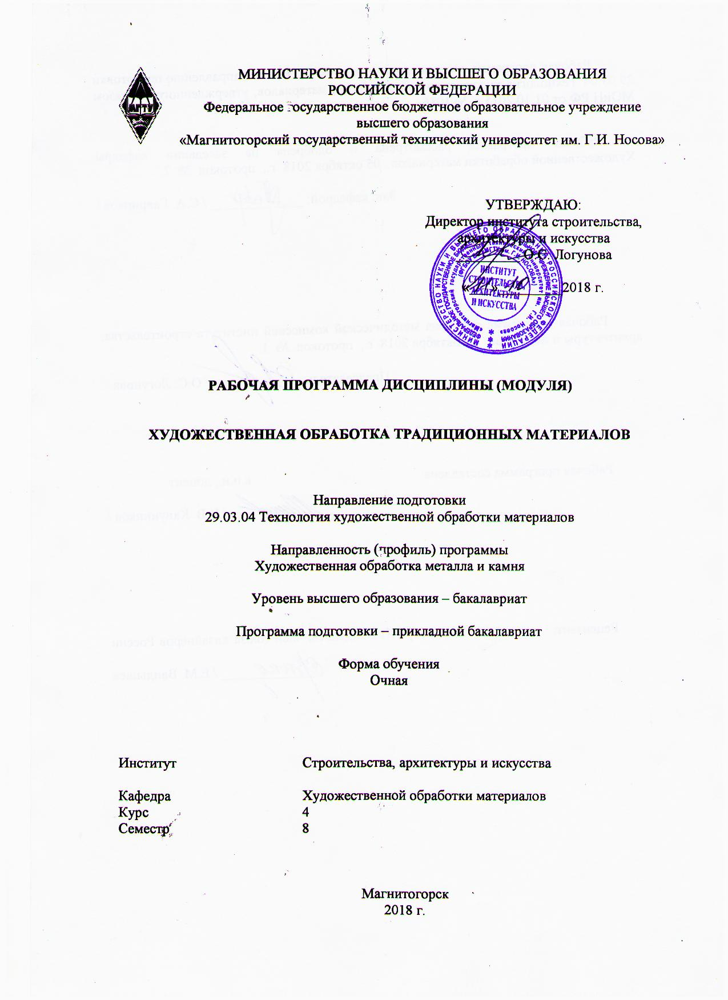 МИНИСТЕРСТВО НАУКИ И ВЫСШЕГО ОБРАЗОВАНИЯ
РОССИЙСКОЙ ФЕДЕРАЦИИ
Федеральное государственное бюджетное образовательное учреждение
высшего образования
«Магнитогорский государственный технический университет им. Г.И. Носова»
МГТУ
УТВЕРЖДАЮ:
Директор института строительства,
архитектуры и искусства
О.С. Логунова
2018 г.
ИНСТИТУТ
СТРОИТЕЛЬСТВА,
АРХИТЕКТУРЫ
И ИСКУССТВА
РАБОЧАЯ ПРОГРАММА ДИСЦИПЛИНЫ (МОДУЛЯ)
ХУДОЖЕСТВЕННАЯ ОБРАБОТКА ТРАДИЦИОННЫХ МАТЕРИАЛОВ
Направление подготовки
29.03.04 Технология художественной обработки материалов
Направленность (профиль) программы
Художественная обработка металла и камня
Уровень высшего образования – бакалавриат
Программа подготовки – прикладной бакалавриат
Форма обучения
Очная
Институт Строительства, архитектуры и искусства
Кафедра Художественной обработки материалов
Курс 4
Семестр 8
Магнитогорск
2018 г.